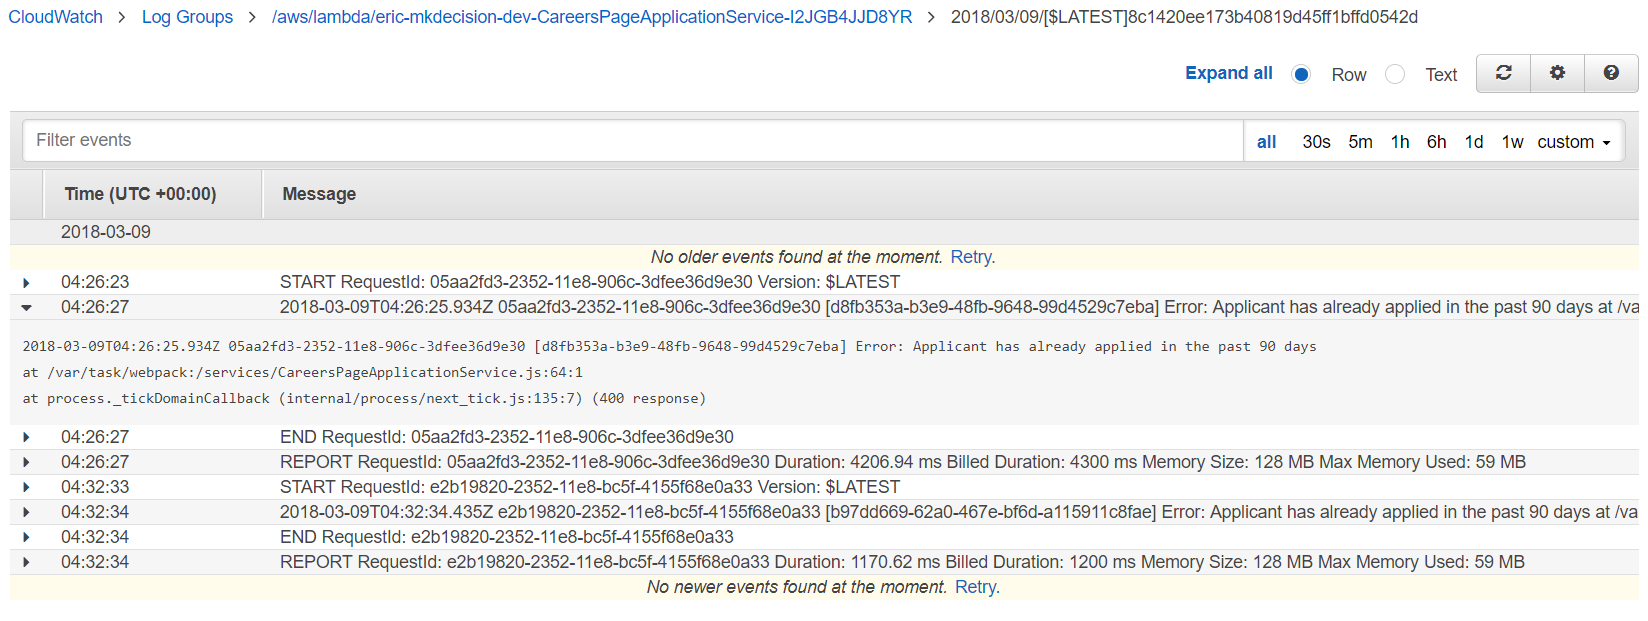 CloudWatch > Log Groups > /aws/lambda/eric-mkdecision-dev-CareersPageApplicationService-I2JGB4JJD8YR > 2018/03/09/[$LATEST]8c1420ee173b40819d45ff1bffd0542d
Expand all Row Text
Filter events all 30s 5m 1h 6h 1d 1w custom
Time (UTC +00:00) Message
2018-03-09
No older events found at the moment. Retry.
04:26:23 START RequestId: 05aa2fd3-2352-11e8-906c-3dfee36d9e30 Version: $LATEST
04:26:27 2018-03-09T04:26:25.934Z 05aa2fd3-2352-11e8-906c-3dfee36d9e30 [d8fb353a-b3e9-48fb-9648-99d4529c7eba] Error: Applicant has already applied in the past 90 days at /va
2018-03-09T04:26:25.934Z 05aa2fd3-2352-11e8-906c-3dfee36d9e30 [d8fb353a-b3e9-48fb-9648-99d4529c7eba] Error: Applicant has already applied in the past 90 days
at /var/task/webpack:/services/CareersPageApplicationService.js:64:1
at process._tickDomainCallback (internal/process/next_tick.js:135:7) (400 response)
04:26:27 END RequestId: 05aa2fd3-2352-11e8-906c-3dfee36d9e30
04:26:27 REPORT RequestId: 05aa2fd3-2352-11e8-906c-3dfee36d9e30 Duration: 4206.94 ms Billed Duration: 4300 ms Memory Size: 128 MB Max Memory Used: 59 MB
04:32:33 START RequestId: e2b19820-2352-11e8-bc5f-4155f68e0a33 Version: $LATEST
04:32:34 2018-03-09T04:32:34.435Z e2b19820-2352-11e8-bc5f-4155f68e0a33 [b97dd669-62a0-467e-bf6d-a115911c8fae] Error: Applicant has already applied in the past 90 days at /va
04:32:34 END RequestId: e2b19820-2352-11e8-bc5f-4155f68e0a33
04:32:34 REPORT RequestId: e2b19820-2352-11e8-bc5f-4155f68e0a33 Duration: 1170.62 ms Billed Duration: 1200 ms Memory Size: 128 MB Max Memory Used: 59 MB
No newer events found at the moment. Retry.